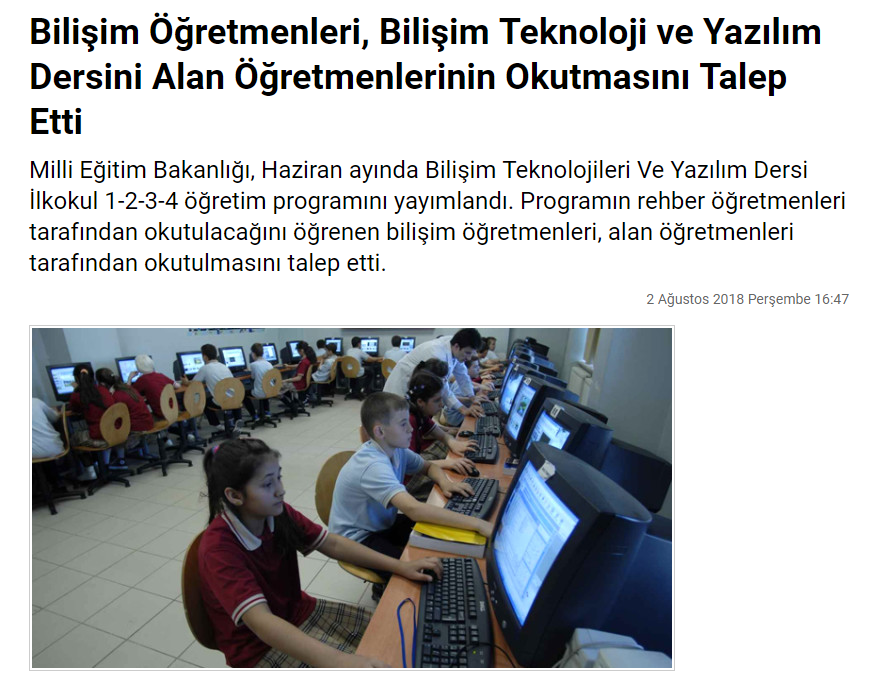 Bilişim Öğretmenleri, Bilişim Teknoloji ve Yazılım
Dersini Alan Öğretmenlerinin Okutmasını Talep
Etti
Milli Eğitim Bakanlığı, Haziran ayında Bilişim Teknolojileri Ve Yazılım Dersi
İlkokul 1-2-3-4 öğretim programını yayımlandı. Programın rehber öğretmenleri
tarafından okutulacağını öğrenen bilişim öğretmenleri, alan öğretmenleri
tarafından okutulmasını talep etti.
2 Ağustos 2018 Perşembe 16:47